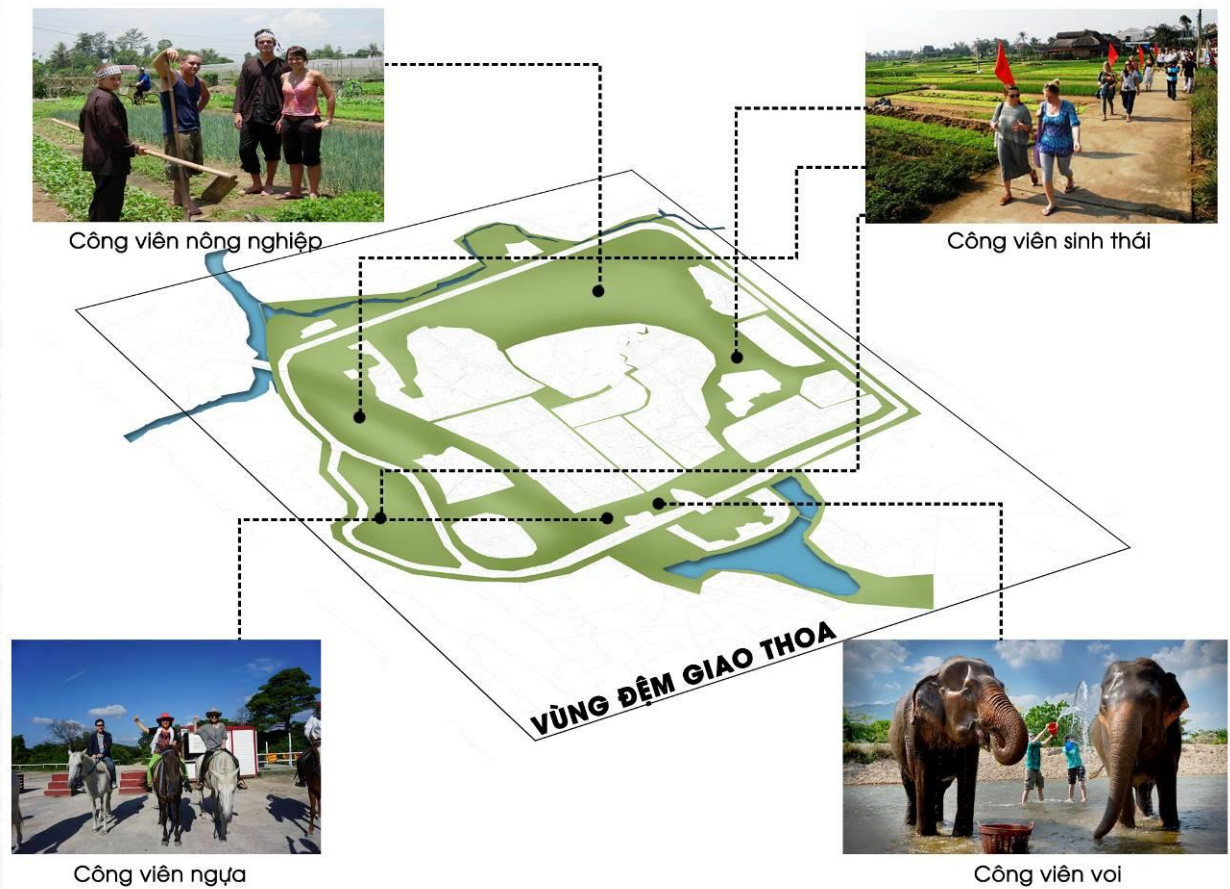 Công viên nông nghiệp
Công viên sinh thái
VÙNG ĐỆM GIAO THOA
Công viên ngựa
Công viên voi